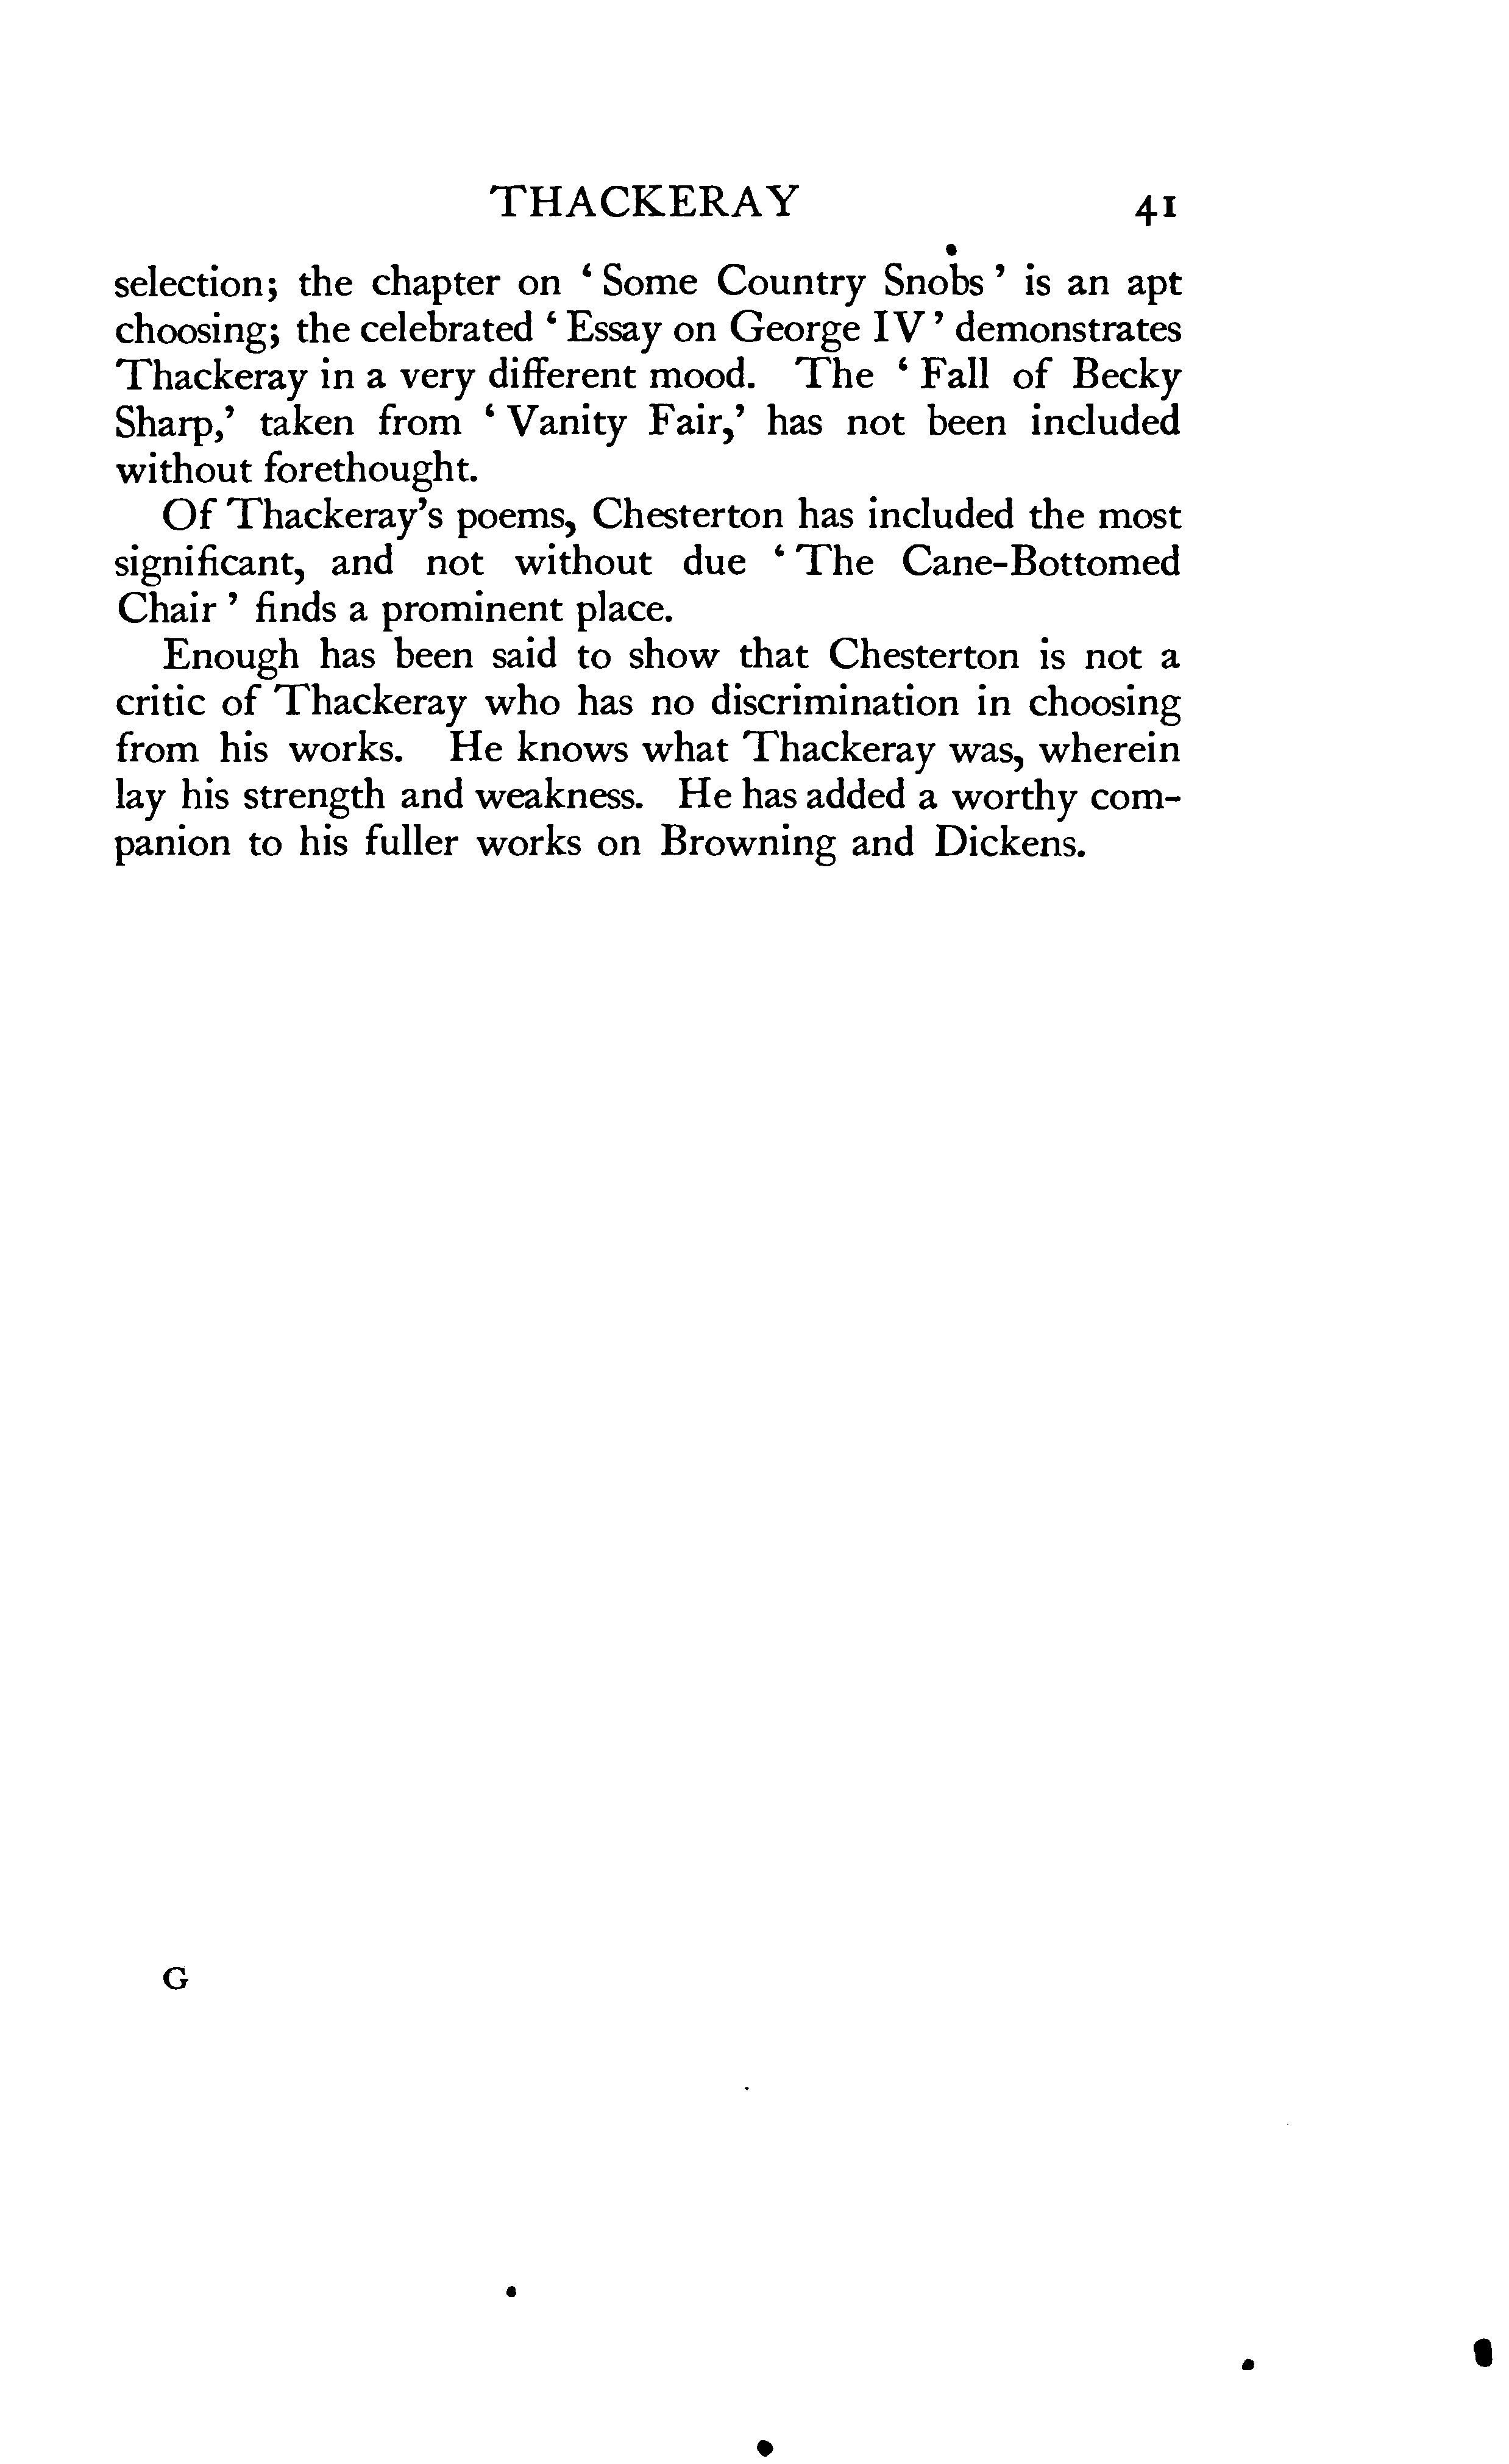 THACKERAY 41
selection; the chapter on ‘ Some Country Snobs ’ is an apt
choosing; the celebrated ‘ Essay on George IV ’ demonstrates
Thackeray in a very different mood. The ‘ Fall of Becky
Sharp,’ taken from ‘ Vanity Fair,’ has not been included
without forethought.
Of Thackeray’s poems, Chesterton has included the most
significant, and not without due ‘ The Cane-Bottomed
Chair ’ finds a prominent place.
Enough has been said to show that Chesterton is not a
critic of Thackeray who has no discrimination in choosing
from his works. He knows what Thackeray was, wherein
lay his strength and weakness. He has added a worthy com-
panion to his fuller works on Browning and Dickens.
G